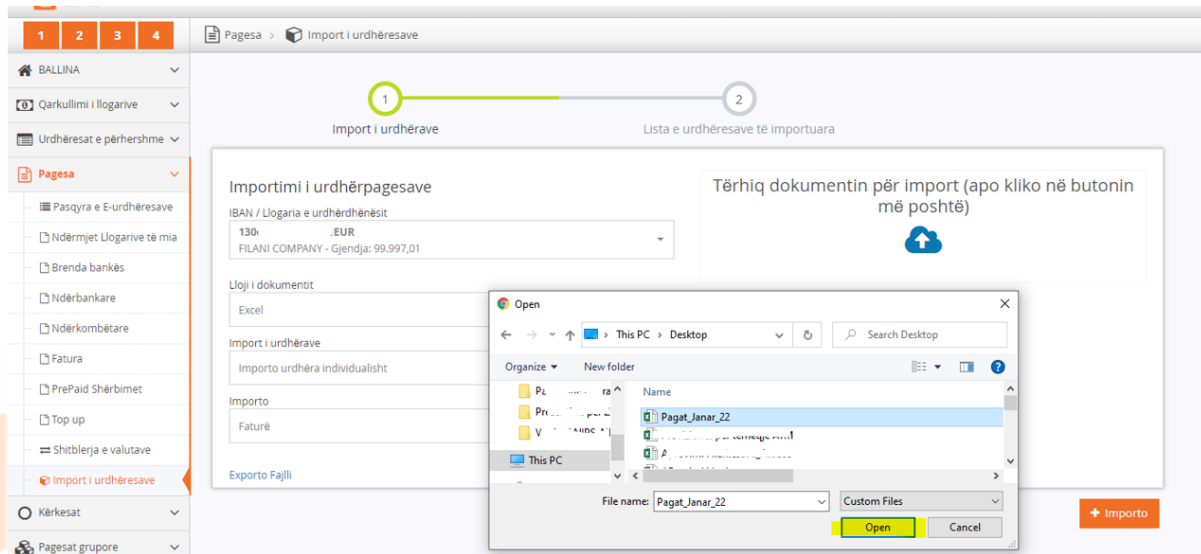 1 2 3 4
Pagesa > Import i urdhëresave
BALLINA
Qarkullimi i llogarive
Urdhëresat e përhershme
Pagesa
Pasqyra e E-urdhëresave
Ndërmjet Llogarive të mia
Brenda bankës
Ndërbankare
Ndërkombëtare
Fatura
PrePaid Shërbimet
Top up
Shitblerja e valutave
Import i urdhëresave
Kërkesat
Pagesat grupore
1
Import i urdhërave
2
Lista e urdhëresave të importuara
Importimi i urdhërpagesave
IBAN / Llogaria e urdhërdhënësit
.EUR
FILANI COMPANY - Gjendja: 99.997,01
Lloji i dokumentit
Excel
Import i urdhërave
Importo urdhëra individualisht
Importo
Faturë
Exporto Fajlli
Tërhiq dokumentin për import (apo kliko në butonin
më poshtë)
Open
This PC > Desktop
Search Desktop
Organize
New folder
Name
Pagat_Janar_22
This PC
File name: Pagat_Janar_22
Custom Files
Open
Cancel
+ Importo